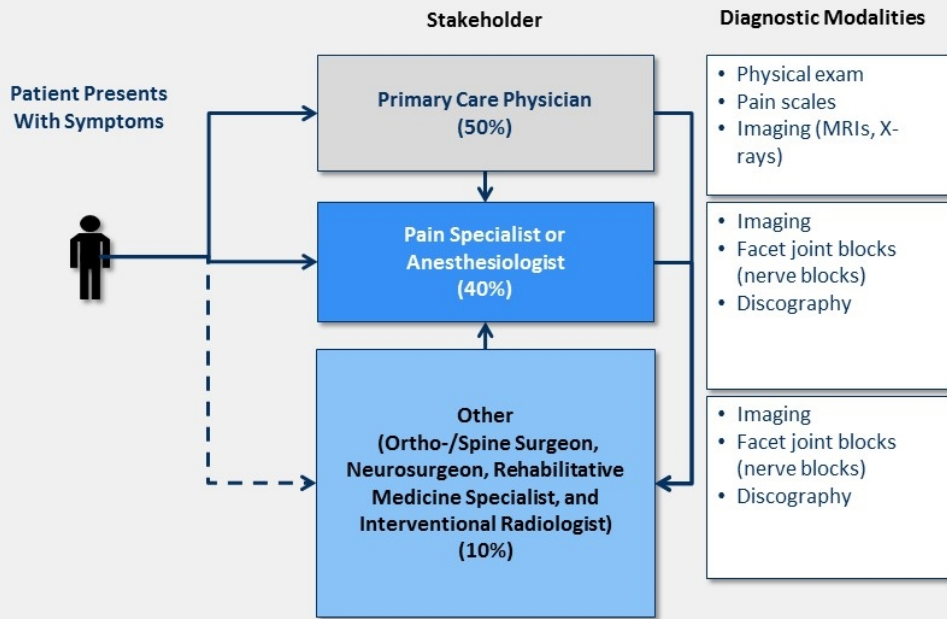 Stakeholder
Diagnostic Modalities
Patient Presents
With Symptoms
Primary Care Physician
(50%)
• Physical exam
• Pain scales
• Imaging (MRIs, X-
rays)
Pain Specialist or
Anesthesiologist
(40%)
• Imaging
• Facet joint blocks
(nerve blocks)
• Discography
Other
(Ortho-/Spine Surgeon,
Neurosurgeon, Rehabilitative
Medicine Specialist, and
Interventional Radiologist)
(10%)
• Imaging
• Facet joint blocks
(nerve blocks)
• Discography